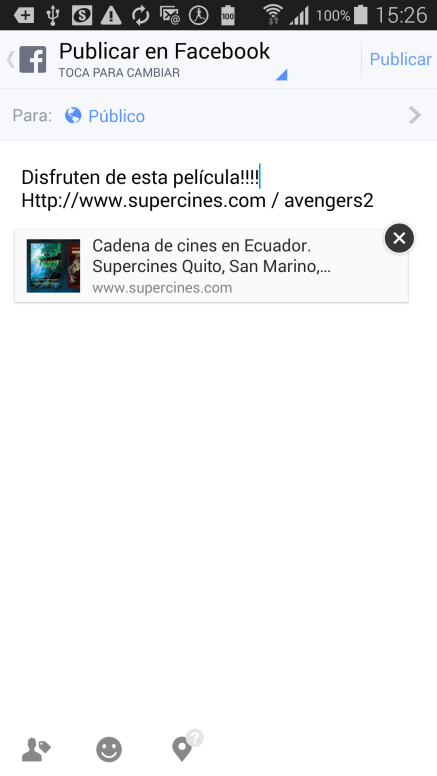 100% 15:26
Publicar en Facebook
TOCA PARA CAMBIAR
Publicar
Para: Público
Disfruten de esta película!!!!
Http://www.supercines.com / avengers2
Cadena de cines en Ecuador.
Supercines Quito, San Marino,...
www.supercines.com